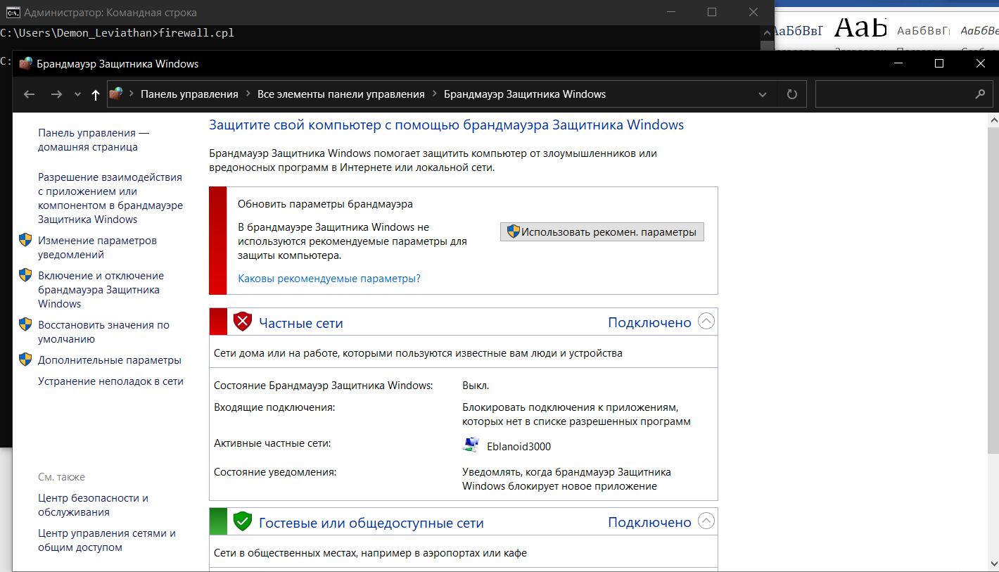 Администратор: Командная строка
C:\Users\Demon_Leviathan>firewall.cpl
C:
АаБбВвГг
Брандмауэр Защитника Windows
Панель управления > Все элементы панели управления > Брандмауэр Защитника Windows
Панель управления —
домашняя страница
Разрешение взаимодействия
с приложением или
компонентом в брандмауэре
Защитника Windows
Изменение параметров
уведомлений
Включение и отключение
брандмауэра Защитника
Windows
Восстановить значения по
умолчанию
Дополнительные параметры
Устранение неполадок в сети
См. также
Центр безопасности и
обслуживания
Центр управления сетями и
общим доступом
Защитите свой компьютер с помощью брандмауэра Защитника Windows
Брандмауэр Защитника Windows помогает защитить компьютер от злоумышленников или
вредоносных программ в Интернете или локальной сети.
Обновить параметры брандмауэра
В брандмауэре Защитника Windows не
используются рекомендуемые параметры для
защиты компьютера.
Использовать рекомен. параметры
Каковы рекомендуемые параметры?
Частные сети
Подключено
Сети дома или на работе, которыми пользуются известные вам люди и устройства
Состояние Брандмауэр Защитника Windows:
Выкл.
Входящие подключения:
Блокировать подключения к приложениям,
которых нет в списке разрешенных программ
Активные частные сети:
Eblanoid3000
Состояние уведомления:
Уведомлять, когда брандмауэр Защитника
Windows блокирует новое приложение
Гостевые или общедоступные сети
Подключено
Сети в общественных местах, например в аэропортах или кафе